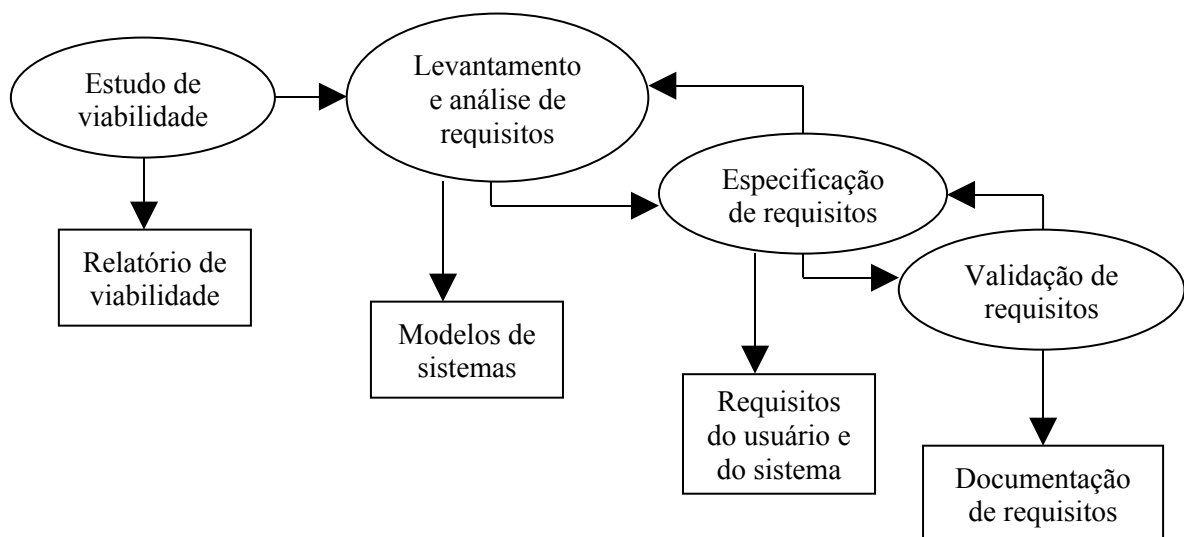 Estudo de
viabilidade
Levantamento
e análise de
requisitos
Especificação
de requisitos
Validação de
requisitos
Relatório de
viabilidade
Modelos de
sistemas
Requisitos
do usuário e
do sistema
Documentação
de requisitos